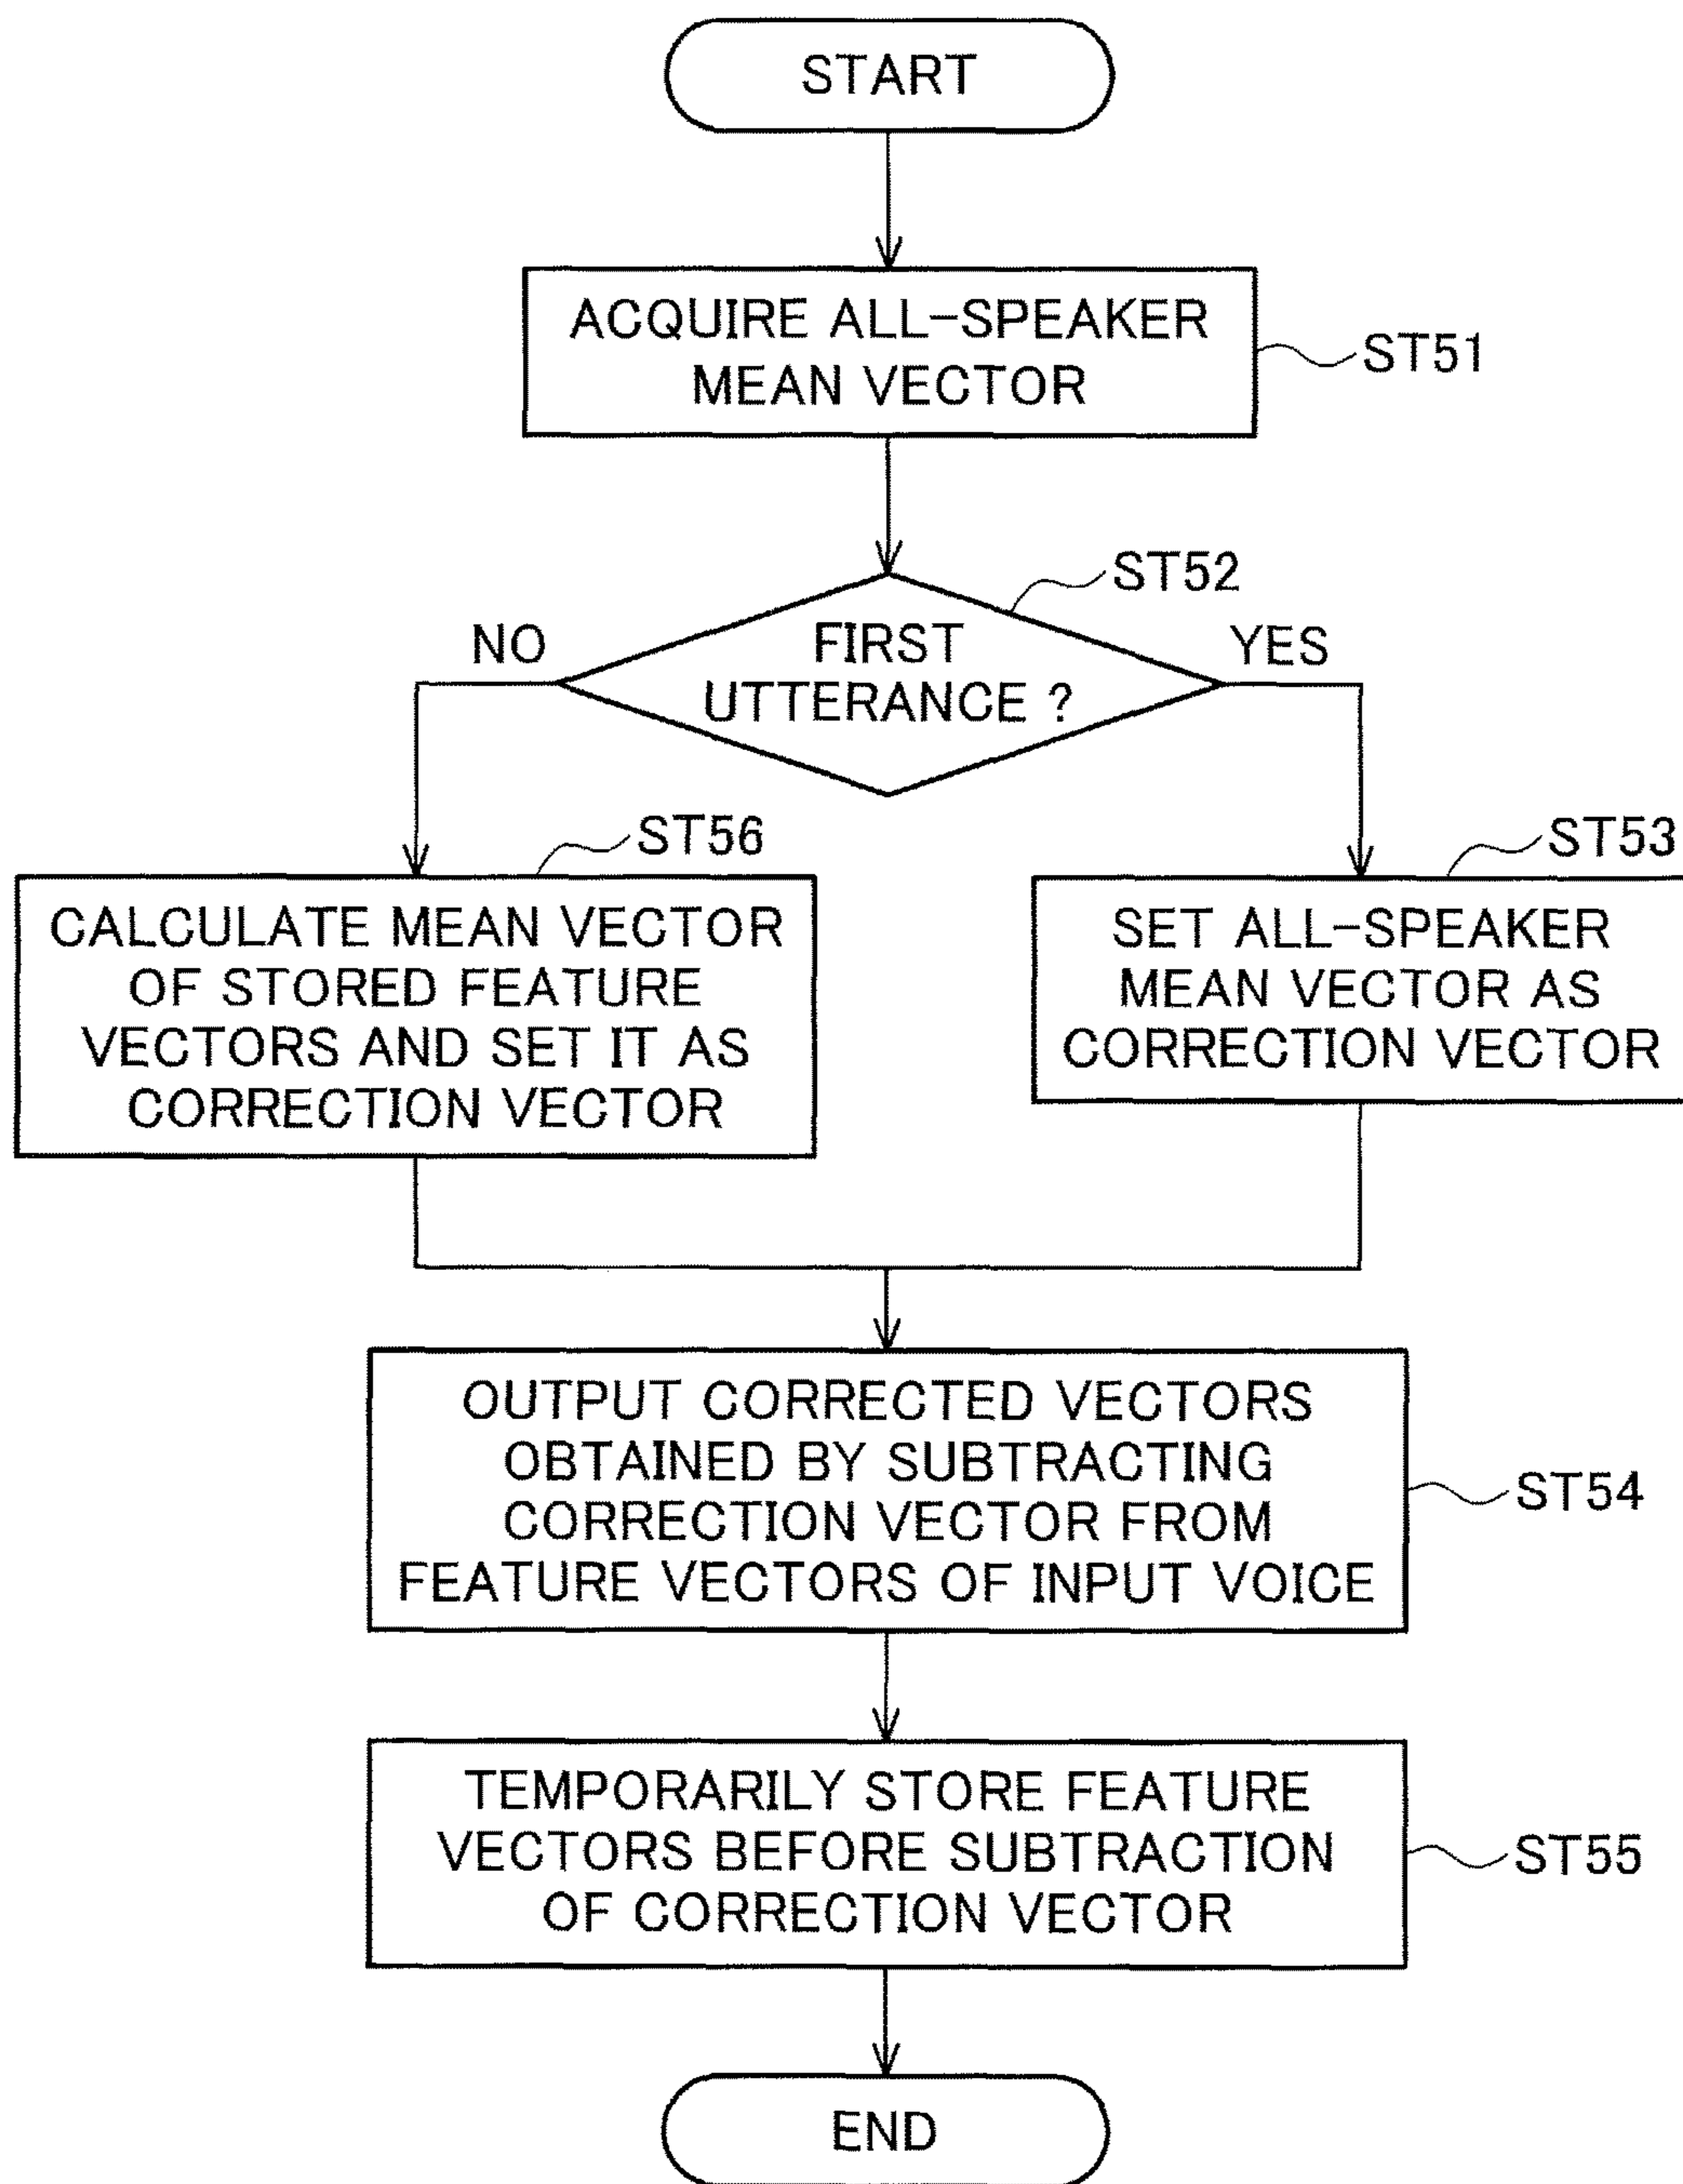 START
ACQUIRE ALL-SPEAKER
MEAN VECTOR
ST51
ST52
FIRST
UTTERANCE ?
NO
YES
ST56
CALCULATE MEAN VECTOR
OF STORED FEATURE
VECTORS AND SET IT AS
CORRECTION VECTOR
ST53
SET ALL-SPEAKER
MEAN VECTOR AS
CORRECTION VECTOR
OUTPUT CORRECTED VECTORS
OBTAINED BY SUBTRACTING
CORRECTION VECTOR FROM
FEATURE VECTORS OF INPUT VOICE
ST54
TEMPORARILY STORE FEATURE
VECTORS BEFORE SUBTRACTION
OF CORRECTION VECTOR
ST55
END